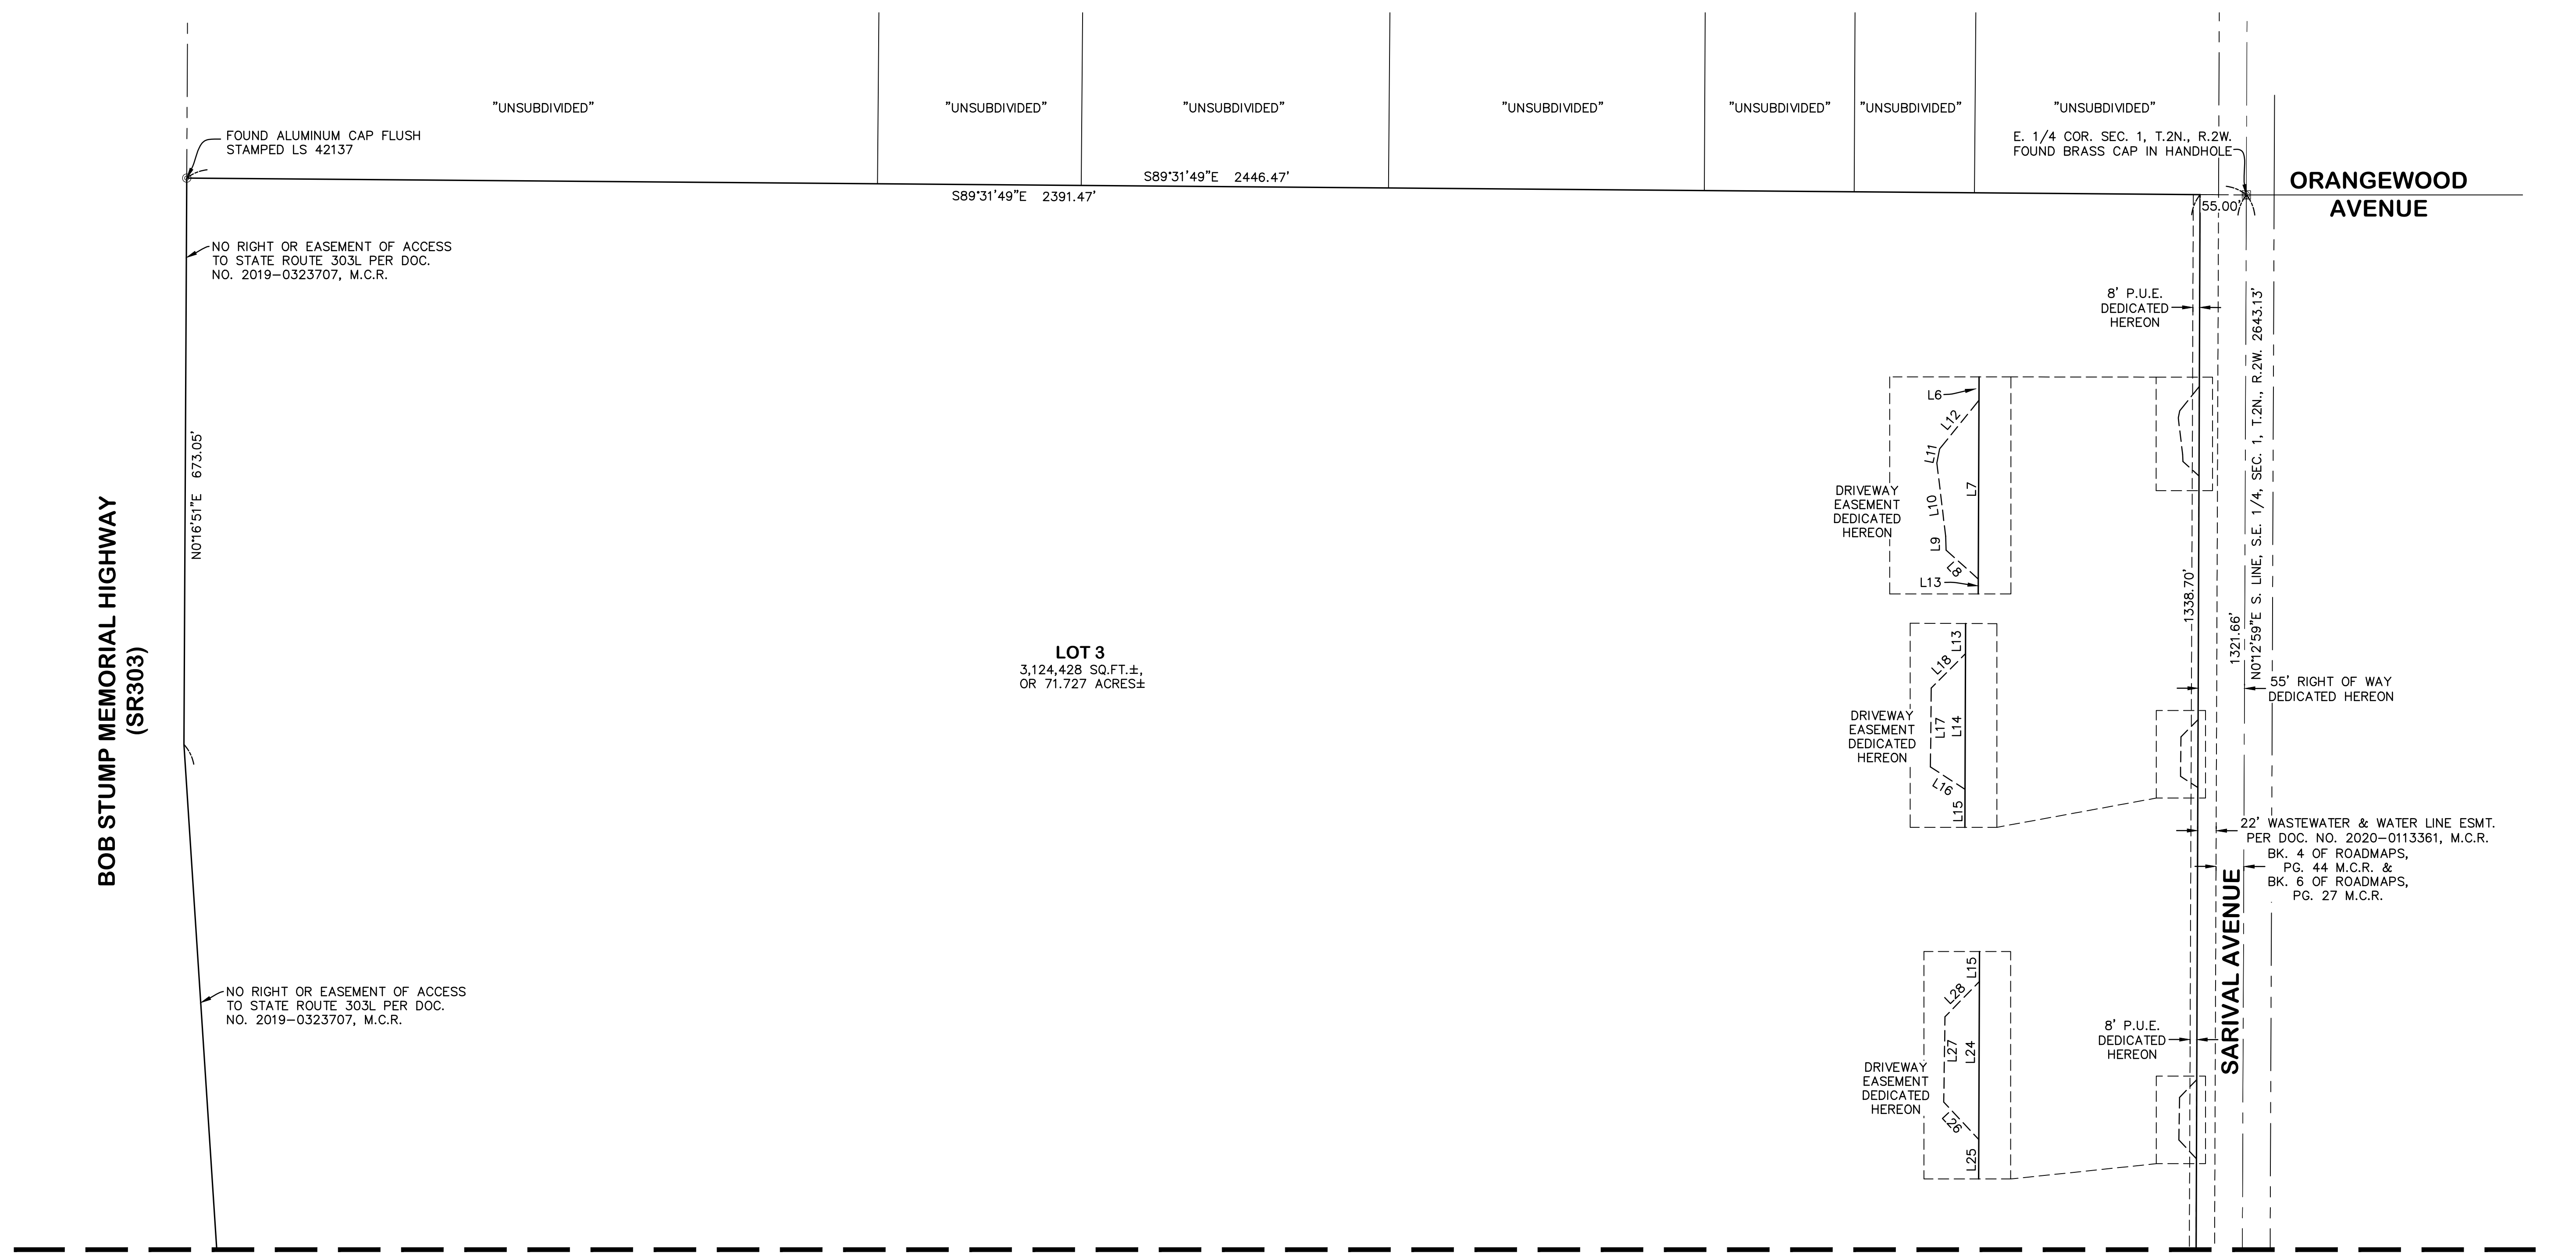 "UNSUBDIVIDED"
"UNSUBDIVIDED"
"UNSUBDIVIDED"
"UNSUBDIVIDED"
"UNSUBDIVIDED"
"UNSUBDIVIDED"
"UNSUBDIVIDED"
FOUND ALUMINUM CAP FLUSH
STAMPED LS 42137
E. 1/4 COR. SEC. 1, T.2N., R.2W.
FOUND BRASS CAP IN HANDHOLE
S89°31'49"E 2446.47'
S89°31'49"E 2391.47'
55.00'
ORANGEWOOD
AVENUE
NO RIGHT OR EASEMENT OF ACCESS
TO STATE ROUTE 303L PER DOC.
NO. 2019-0323707, M.C.R.
8' P.U.E.
DEDICATED
HEREON
N0°16'51"E 673.05'
BOB STUMP MEMORIAL HIGHWAY
(SR303)
L6
L12
L11
L7
L10
L9
L8
L13
DRIVEWAY
EASEMENT
DEDICATED
HEREON
1338.70'
1321.66'
N0°12'59"E S. LINE, S.E. 1/4, SEC. 1, T.2N., R.2W. 2643.13'
LOT 3
3,124,428 SQ.FT.±,
OR 71.727 ACRES±
L13
L18
L17
L14
L16
L15
DRIVEWAY
EASEMENT
DEDICATED
HEREON
55' RIGHT OF WAY
DEDICATED HEREON
22' WASTEWATER & WATER LINE ESMT.
PER DOC. NO. 2020-0113361, M.C.R.
BK. 4 OF ROADMAPS,
PG. 44 M.C.R. &
BK. 6 OF ROADMAPS,
PG. 27 M.C.R.
SARIVAL AVENUE
NO RIGHT OR EASEMENT OF ACCESS
TO STATE ROUTE 303L PER DOC.
NO. 2019-0323707, M.C.R.
L15
L28
L27
L24
L26
L25
DRIVEWAY
EASEMENT
DEDICATED
HEREON
8' P.U.E.
DEDICATED
HEREON